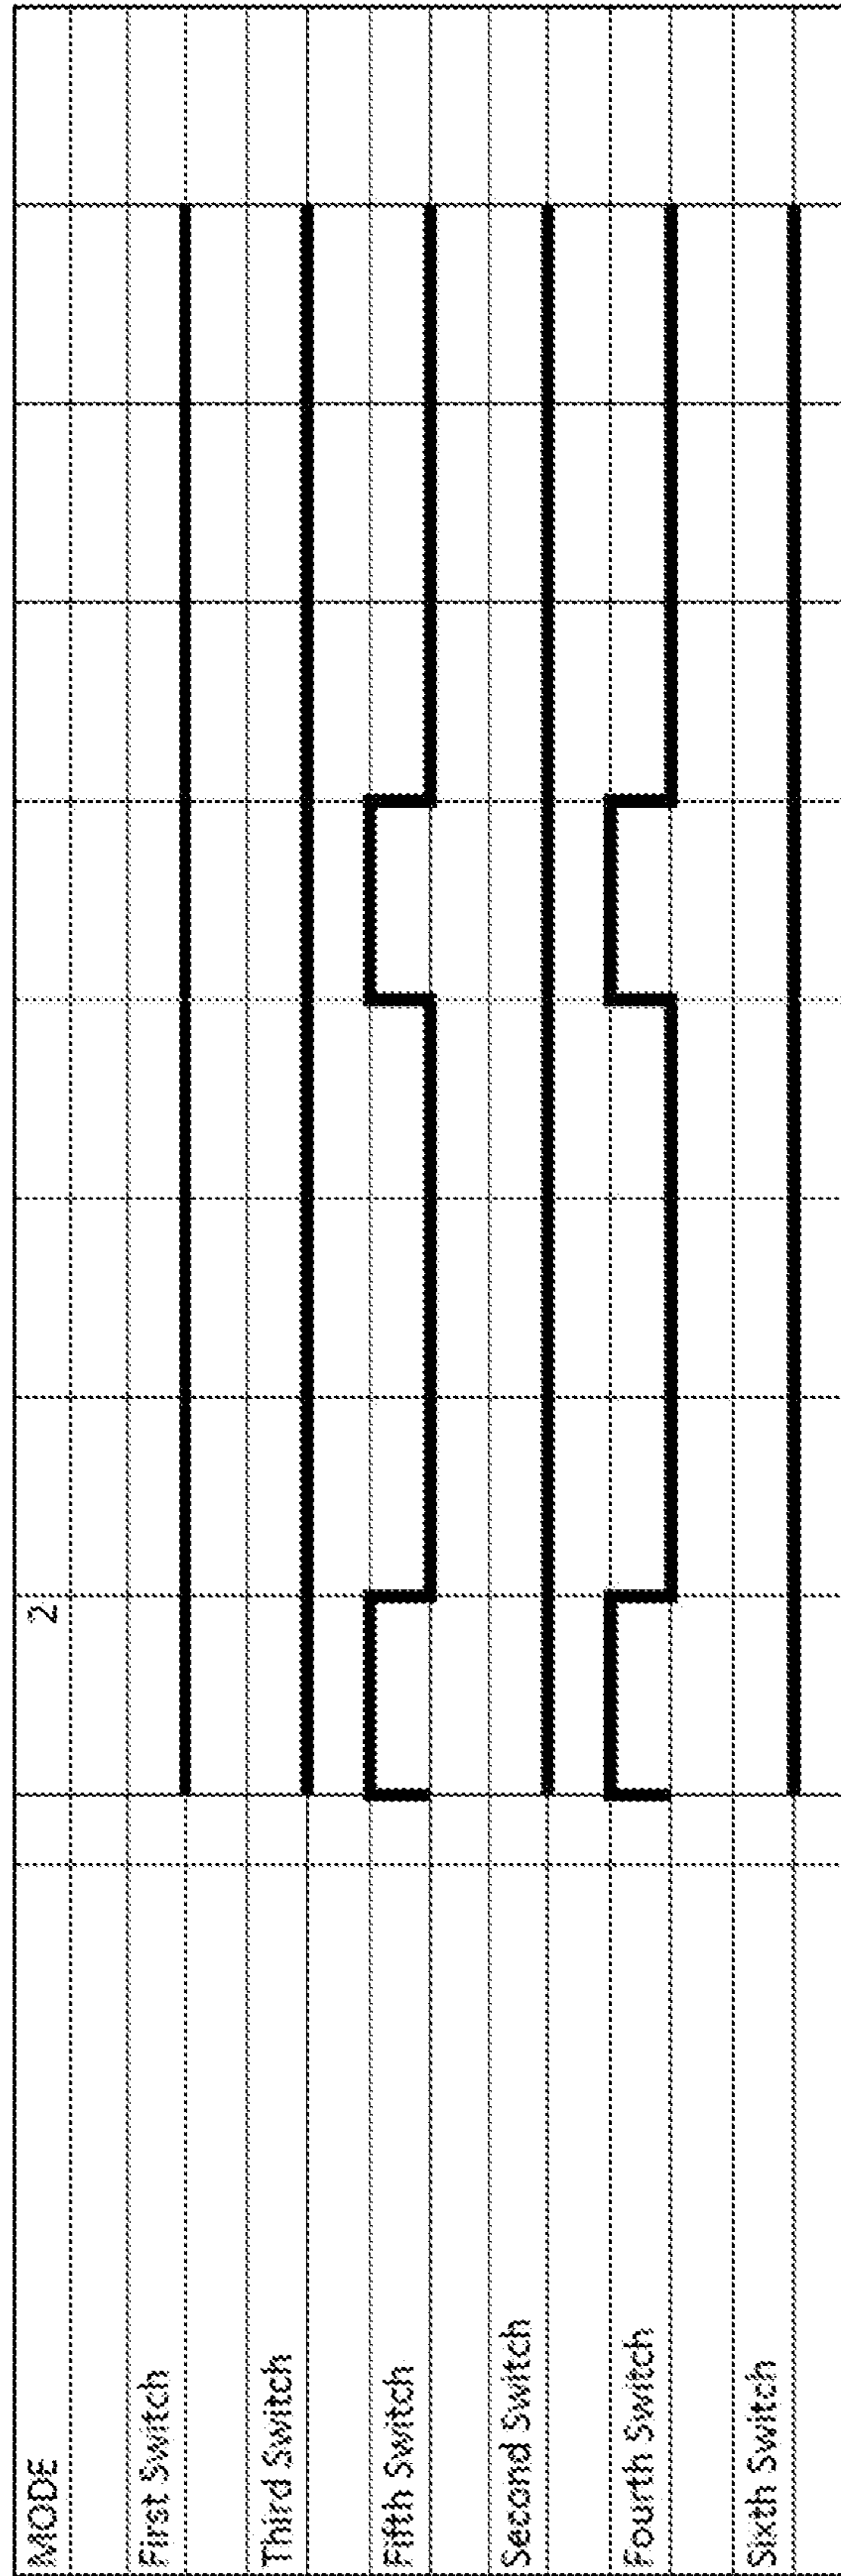 MODE 2
First Switch
Third Switch
Fifth Switch
Second Switch
Fourth Switch
Sixth Switch